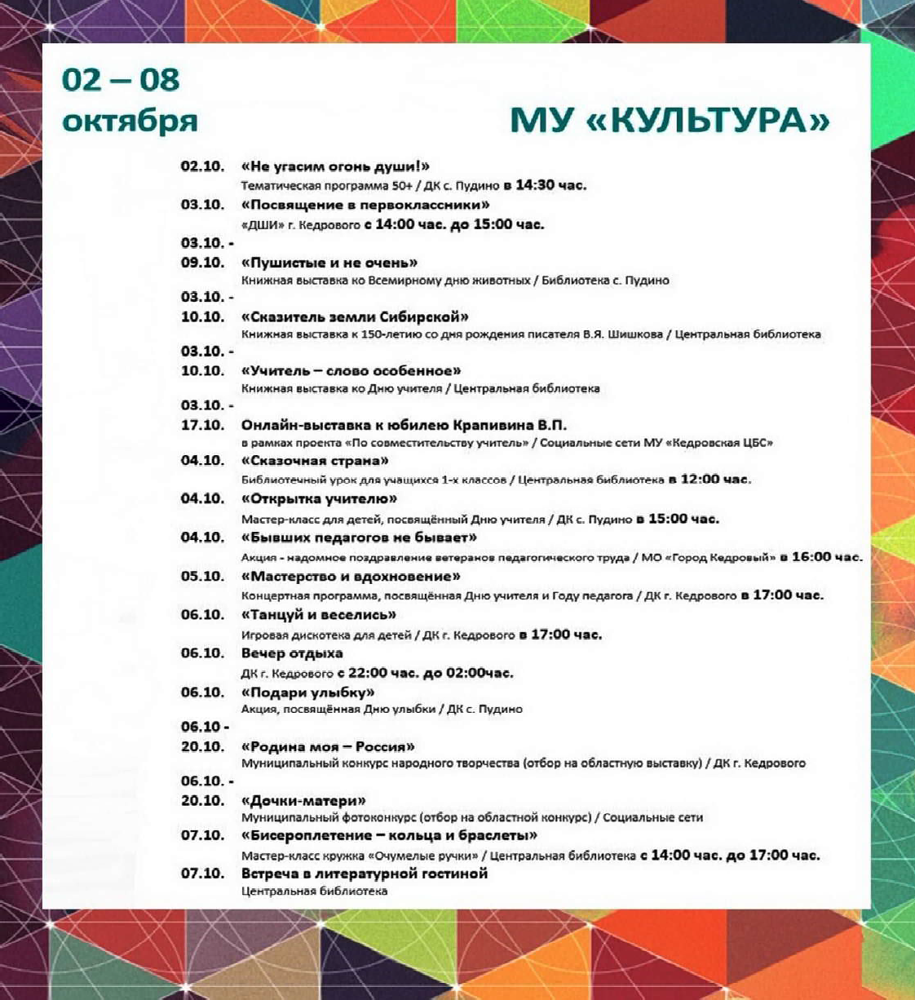 02 – 08
октября
МУ «КУЛЬТУРА»
02.10. «Не угасим огонь души!»
Тематическая программа 50+ / ДК с. Пудино в 14:30 час.
03.10. «Посвящение в первоклассники»
«ДШИ» г. Кедрового с 14:00 час. до 15:00 час.
03.10. -
09.10. «Пушистые и не очень»
Книжная выставка ко Всемирному дню животных / Библиотека с. Пудино
03.10. -
10.10. «Сказитель земли Сибирской»
Книжная выставка к 150-летию со дня рождения писателя В.Я. Шишкова / Центральная библиотека
03.10. -
10.10. «Учитель – слово особенное»
Книжная выставка ко Дню учителя / Центральная библиотека
03.10. -
17.10. Онлайн-выставка к юбилею Крапивина В.П.
в рамках проекта «По совместительству учитель» / Социальные сети МУ «Кедровская ЦБС»
04.10. «Сказочная страна»
Библиотечный урок для учащихся 1-х классов / Центральная библиотека в 12:00 час.
04.10. «Открытка учителю»
Мастер-класс для детей, посвящённый Дню учителя / ДК с. Пудино в 15:00 час.
04.10. «Бывших педагогов не бывает»
Акция - надомное поздравление ветеранов педагогического труда / МО «Город Кедровый» в 16:00 час.
05.10. «Мастерство и вдохновение»
Концертная программа, посвящённая Дню учителя и Году педагога / ДК г. Кедрового в 17:00 час.
06.10. «Танцуй и веселись»
Игровая дискотека для детей / ДК г. Кедрового в 17:00 час.
06.10. Вечер отдыха
ДК г. Кедрового с 22:00 час. до 02:00час.
06.10. «Подари улыбку»
Акция, посвящённая Дню улыбки / ДК с. Пудино
06.10 -
20.10. «Родина моя – Россия»
Муниципальный конкурс народного творчества (отбор на областную выставку) / ДК г. Кедрового
06.10. -
20.10. «Дочки-матери»
Муниципальный фотоконкурс (отбор на областной конкурс) / Социальные сети
07.10. «Бисероплетение – кольца и браслеты»
Мастер-класс кружка «Очумелые ручки» / Центральная библиотека с 14:00 час. до 17:00 час.
07.10. Встреча в литературной гостиной
Центральная библиотека